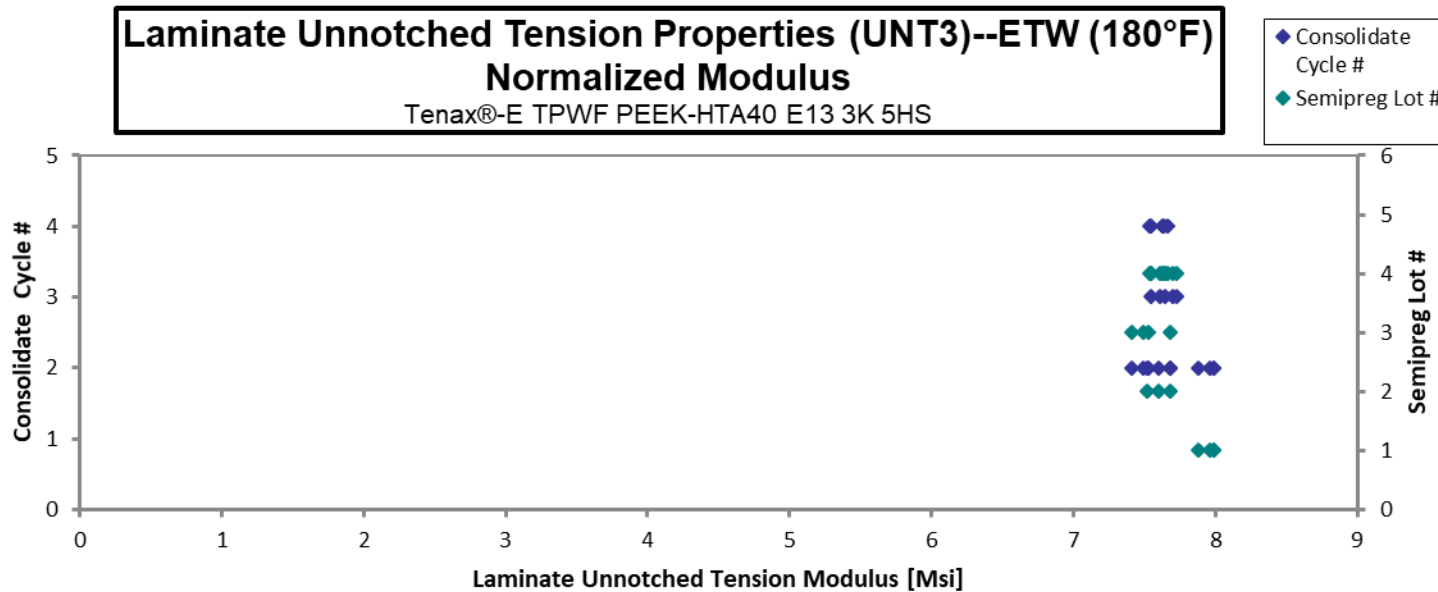 Laminate Unnotched Tension Properties (UNT3)--ETW (180°F)
Normalized Modulus
Tenax®-E TPWF PEEK-HTA40 E13 3K 5HS
Consolidate
Cycle #
Semipreg Lot #
5
4
3
2
1
0
Consolidate Cycle #
6
5
4
3
2
1
0
Semipreg Lot #
0 1 2 3 4 5 6 7 8 9
Laminate Unnotched Tension Modulus [Msi]